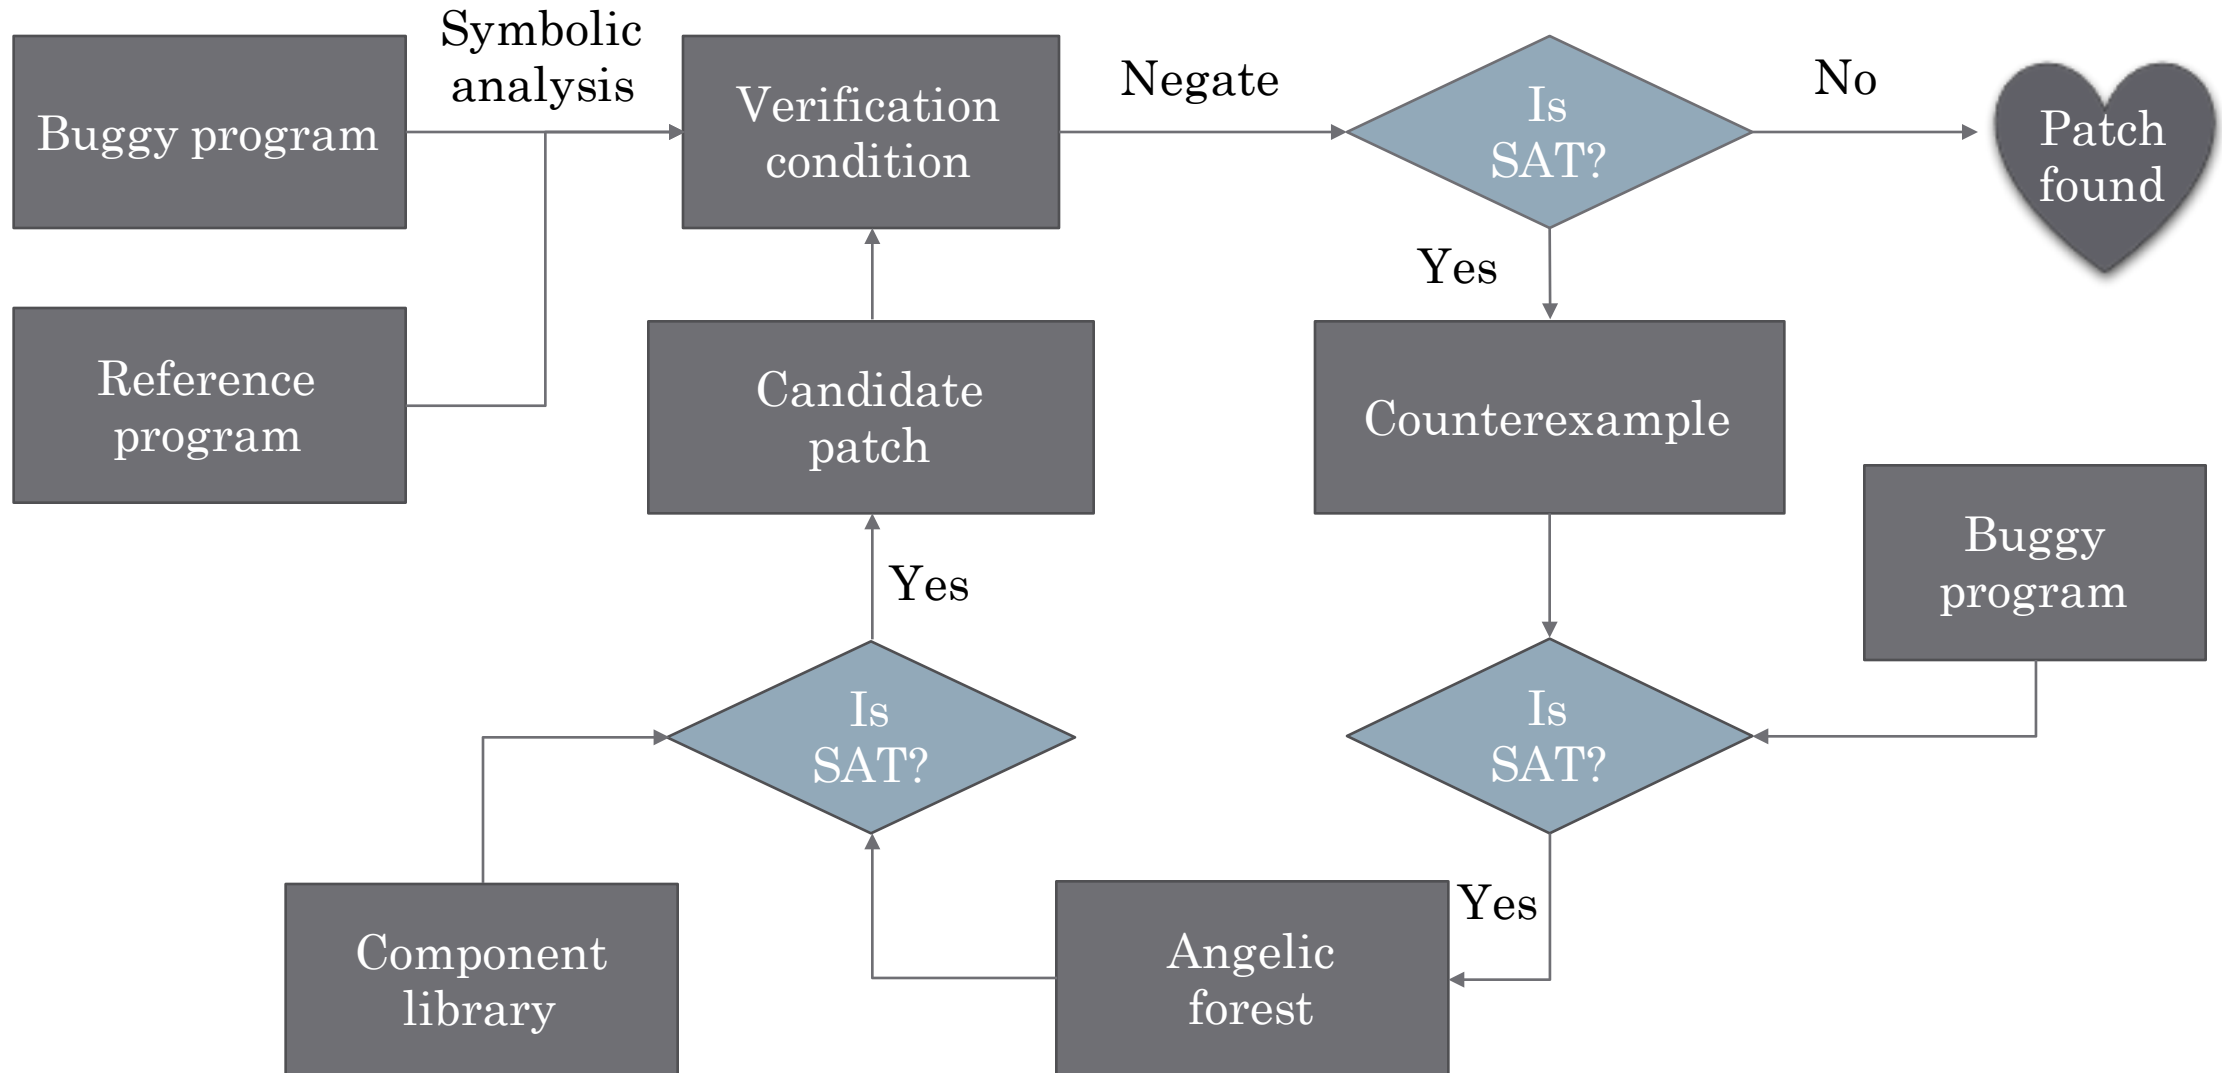 Symbolic
analysis
Buggy program
Verification
condition
Negate
Is
SAT?
No
Patch
found
Yes
Reference
program
Candidate
patch
Counterexample
Buggy
program
Yes
Is
SAT?
Is
SAT?
Component
library
Angelic
forest
Yes